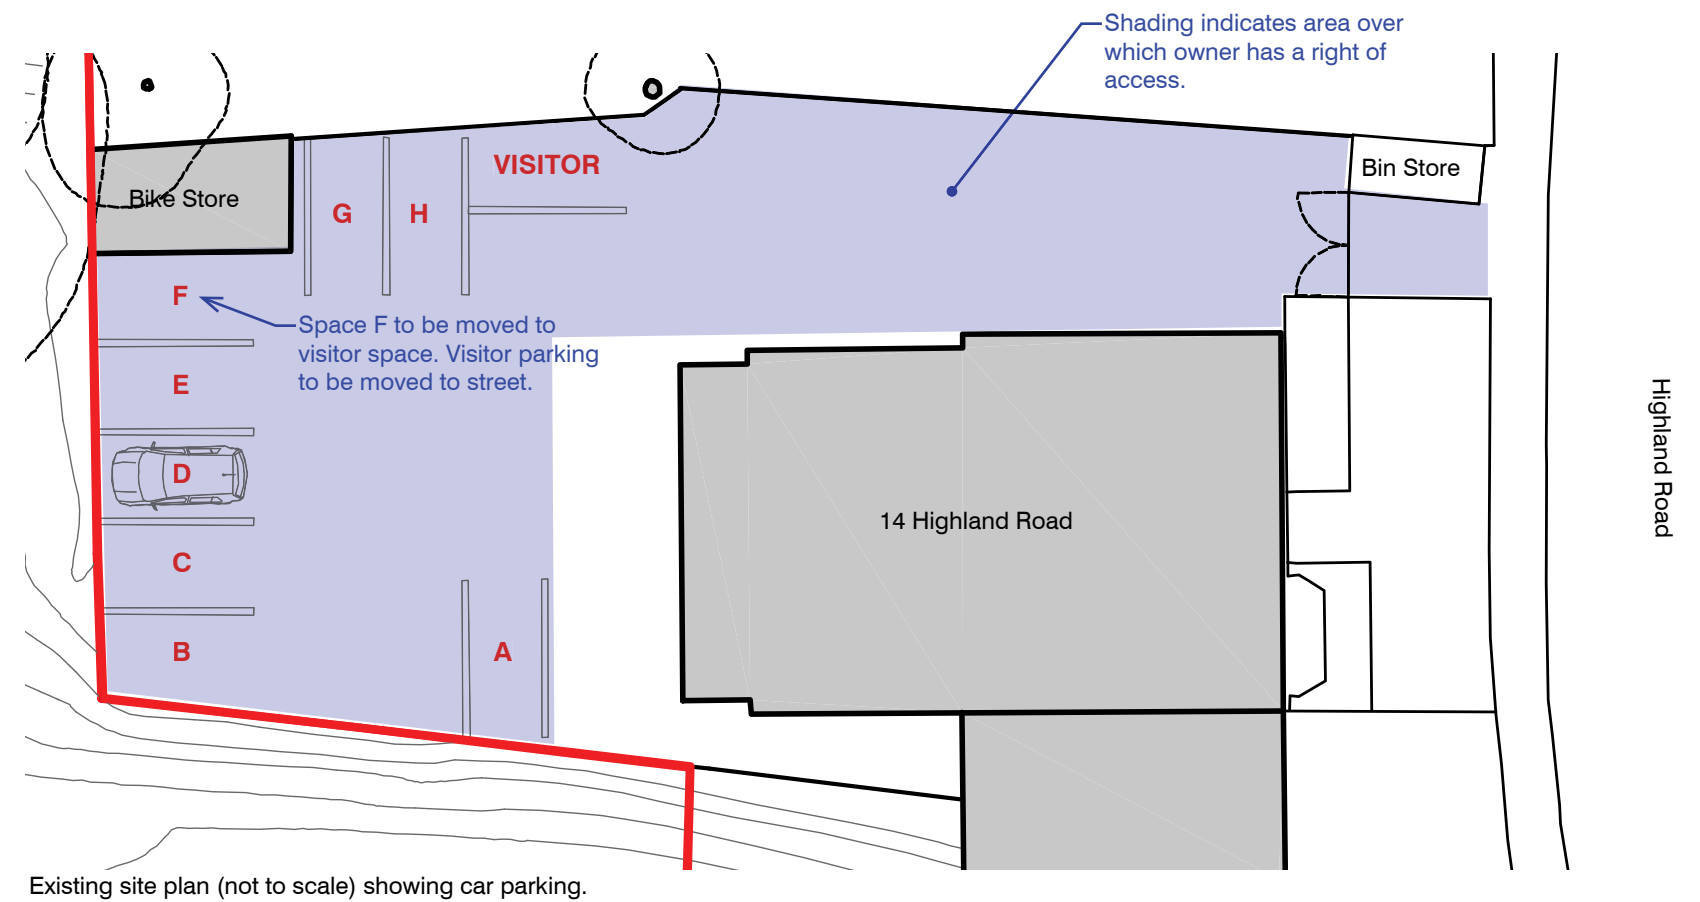 Shading indicates area over
which owner has a right of
access.
VISITOR
Bin Store
Bike Store
G
H
F
Space F to be moved to
visitor space. Visitor parking
to be moved to street.
E
D
C
B
A
14 Highland Road
Highland Road
Existing site plan (not to scale) showing car parking.